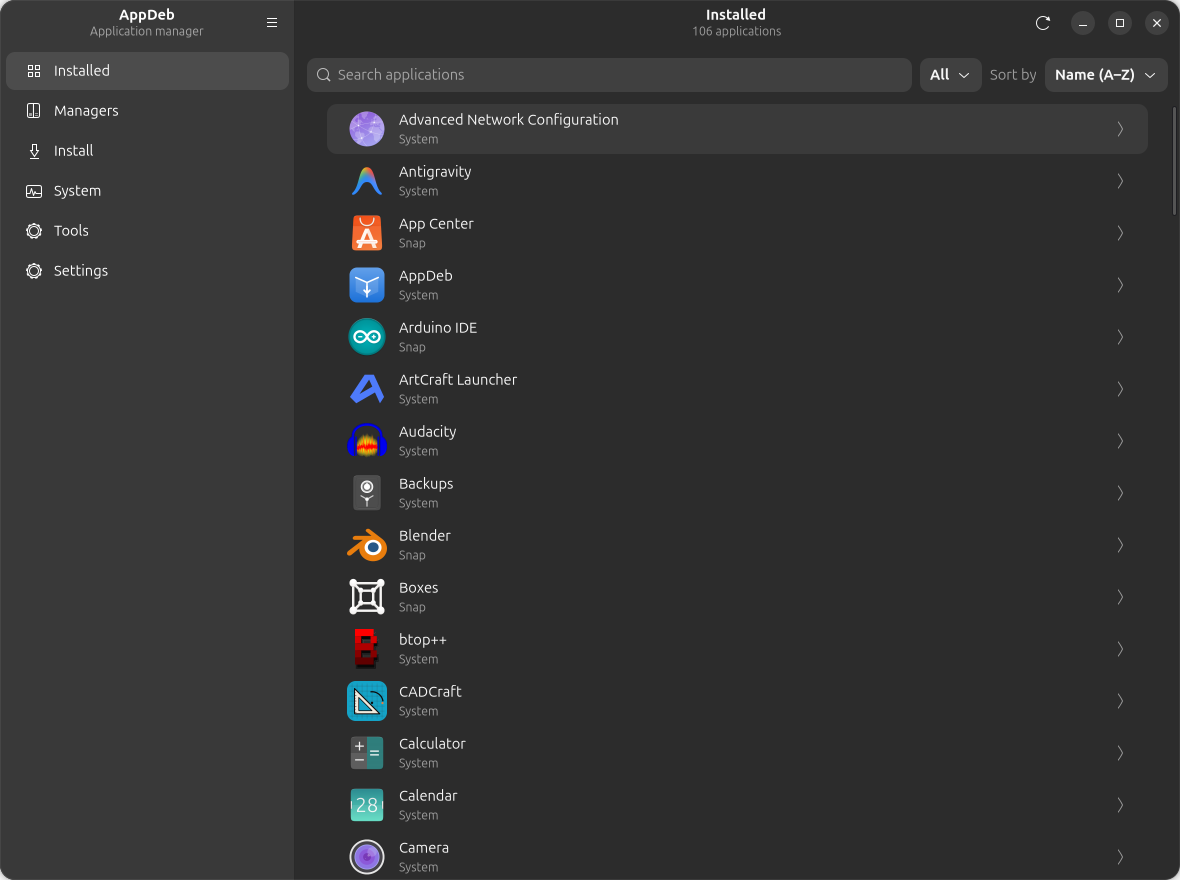 AppDeb
Application manager
Installed
106 applications
Installed
Managers
Install
System
Tools
Settings
Search applications
All
Sort by
Name (A–Z)
Advanced Network Configuration
System
Antigravity
System
App Center
Snap
AppDeb
System
Arduino IDE
Snap
ArtCraft Launcher
System
Audacity
System
Backups
System
Blender
Snap
Boxes
Snap
btop++
System
CADCraft
System
Calculator
System
28
Calendar
System
Camera
System